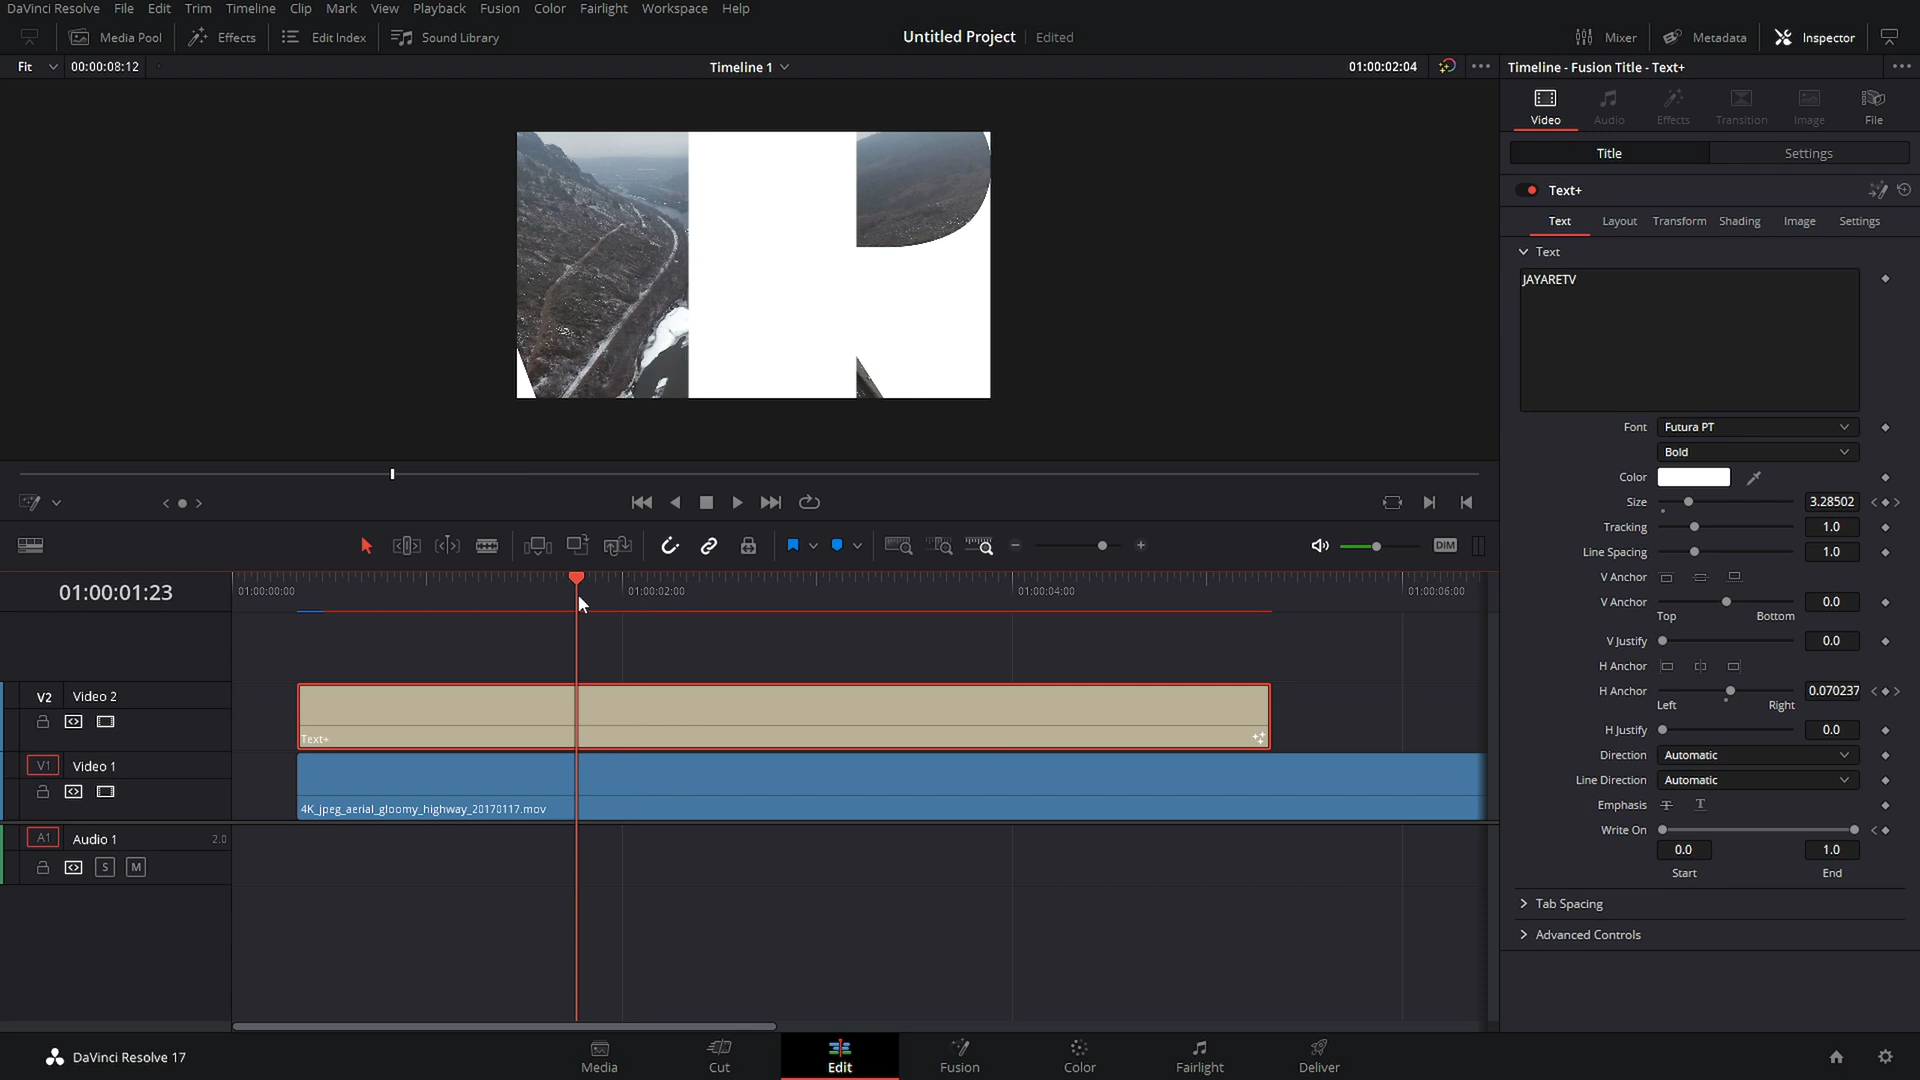 DaVinci Resolve File Edit Trim Timeline Clip Mark View Playback Fusion Color Fairlight Workspace Help
Media Pool Effects Edit Index Sound Library Untitled Project Edited Mixer Metadata Inspector
Fit 00:00:08:12 Timeline 1 01:00:02:04 Timeline - Fusion Title - Text+
Video Audio Effects Transition Image File
Title Settings
Text+
Text Layout Transform Shading Image Settings
Text
JAYARETV
Font Futura PT
Bold
Color
Size 3.28502
Tracking 1.0
Line Spacing 1.0
V Anchor
V Anchor 0.0
Top Bottom
V Justify 0.0
H Anchor
H Anchor 0.070237
Left Right
H Justify 0.0
Direction Automatic
Line Direction Automatic
Emphasis T T
Write On
0.0 1.0
Start End
Tab Spacing
Advanced Controls
DIM
01:00:01:23 01:00:00:00 01:00:02:00 01:00:04:00 01:00:06:00
V2 Video 2
Text+
V1 Video 1
4K_jpeg_aerial_gloomy_highway_20170117.mov
A1 Audio 1 2.0
S M
DaVinci Resolve 17 Media Cut Edit Fusion Color Fairlight Deliver